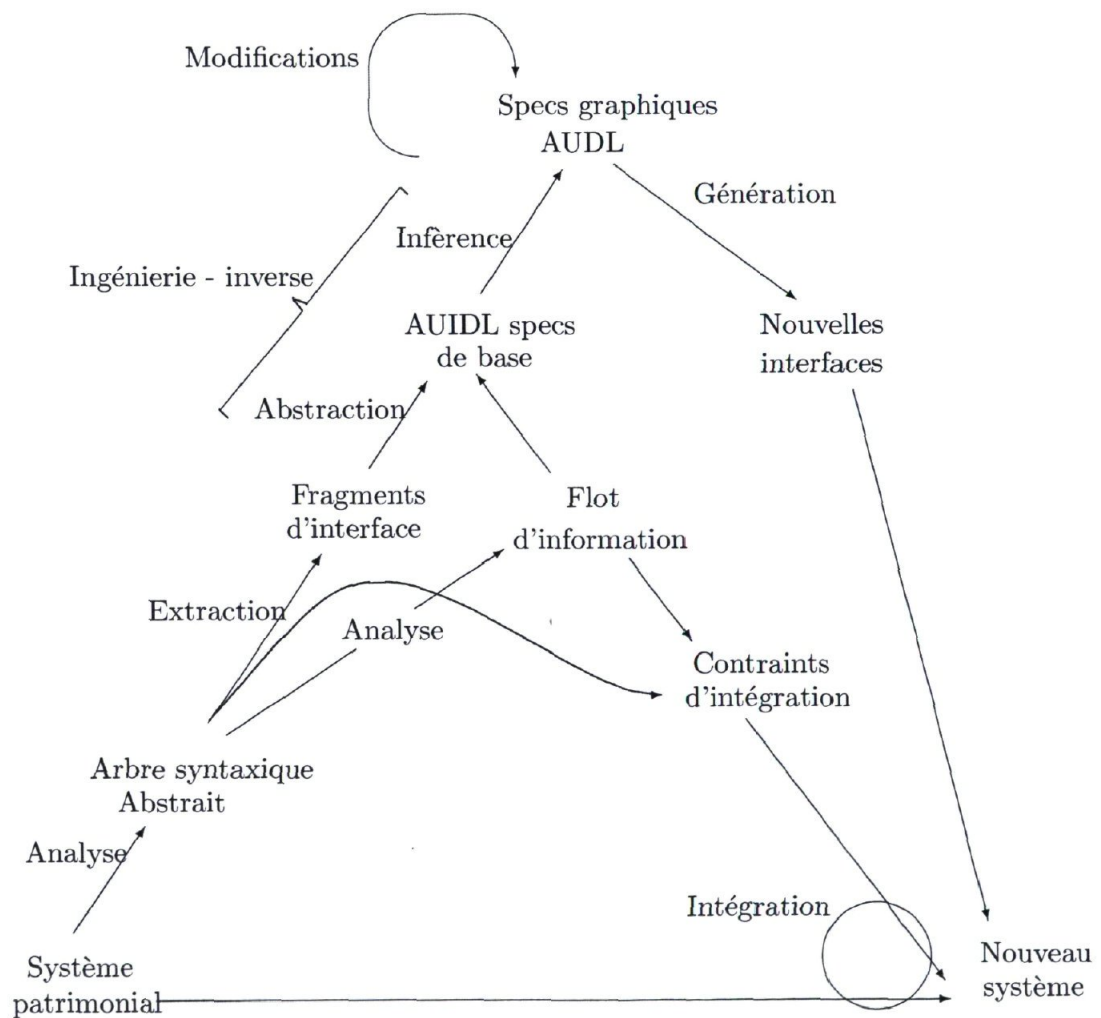 Modifications
Specs graphiques
AUDL
Génération
Infèrence
Ingénierie - inverse
AUIDL specs
de base
Nouvelles
interfaces
Abstraction
Fragments
d'interface
Flot
d'information
Extraction
Analyse
Contraints
d'intégration
Arbre syntaxique
Abstrait
Analyse
Intégration
Système
patrimonial
Nouveau
système